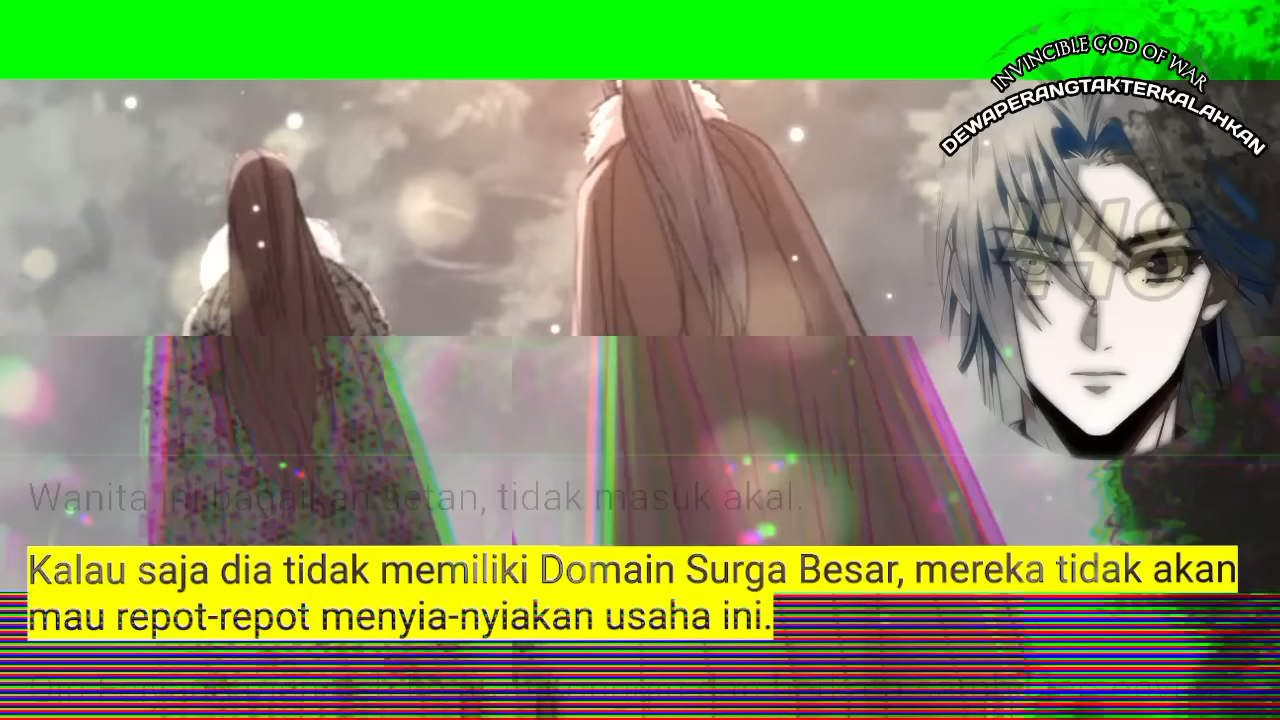 INVINCIBLE GOD OF WAR
DEWAPERANGTAKTERKALAHKAN
#48
Wanita ini bagaikan setan, tidak masuk akal.
Kalau saja dia tidak memiliki Domain Surga Besar, mereka tidak akan
mau repot-repot menyia-nyiakan usaha ini.